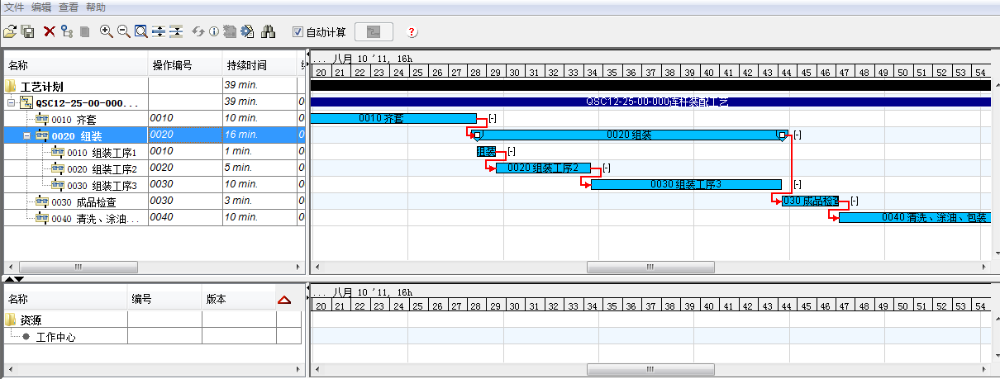 文件 编辑 查看 帮助
自动计算
名称 操作编号 持续时间
... 八月 10 '11, 16h
20 21 22 23 24 25 26 27 28 29 30 31 32 33 34 35 36 37 38 39 40 41 42 43 44 45 46 47 48 49 50 51 52 53 54
工艺计划 39 min.
QSC12-25-00-000... 39 min.
QSC12-25-00-000连杆装配工艺
0010 齐套 0010 10 min.
0010 齐套 [-]
0020 组装 0020 16 min.
0020 组装 [-]
0010 组装工序1 0010 1 min.
组装 [-]
0020 组装工序2 0020 5 min.
0020 组装工序2 [-]
0030 组装工序3 0030 10 min.
0030 组装工序3 [-]
0030 成品检查 0030 3 min.
030 成品检查 [-]
0040 清洗、涂油... 0040 10 min.
0040 清洗、涂油、包装
名称 编号 版本
... 八月 10 '11, 16h
20 21 22 23 24 25 26 27 28 29 30 31 32 33 34 35 36 37 38 39 40 41 42 43 44 45 46 47 48 49 50 51 52 53 54
资源
工作中心